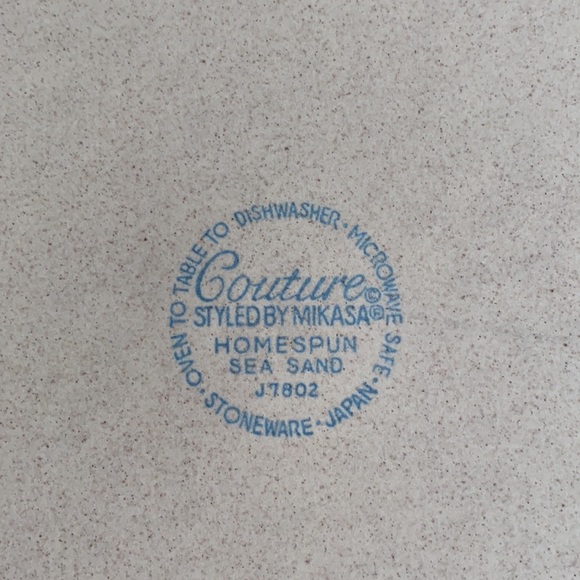 OVEN TO TABLE TO · DISHWASHER · MICROWAVE SAFE · STONEWARE · JAPAN ·
Couture ©
STYLED BY MIKASA ®
HOMESPUN
SEA SAND
J7802